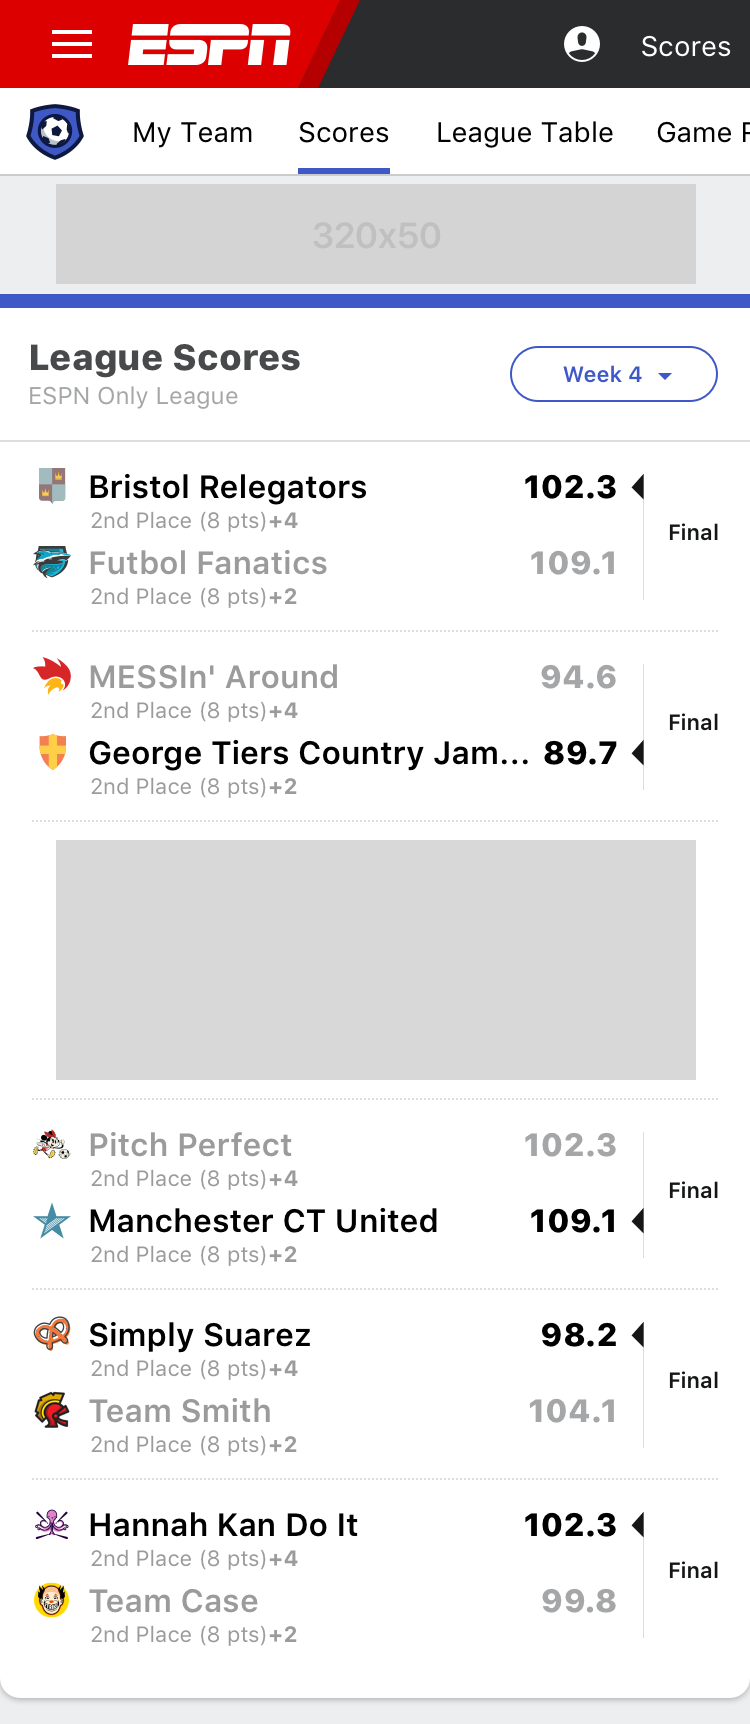 ESPN
Scores
My Team Scores League Table Game F
320x50
League Scores
ESPN Only League
Week 4
Bristol Relegators 102.3
2nd Place (8 pts)+4
Final
Futbol Fanatics 109.1
2nd Place (8 pts)+2
MESSIn' Around 94.6
2nd Place (8 pts)+4
Final
George Tiers Country Jam... 89.7
2nd Place (8 pts)+2
Pitch Perfect 102.3
2nd Place (8 pts)+4
Final
Manchester CT United 109.1
2nd Place (8 pts)+2
Simply Suarez 98.2
2nd Place (8 pts)+4
Final
Team Smith 104.1
2nd Place (8 pts)+2
Hannah Kan Do It 102.3
2nd Place (8 pts)+4
Final
Team Case 99.8
2nd Place (8 pts)+2